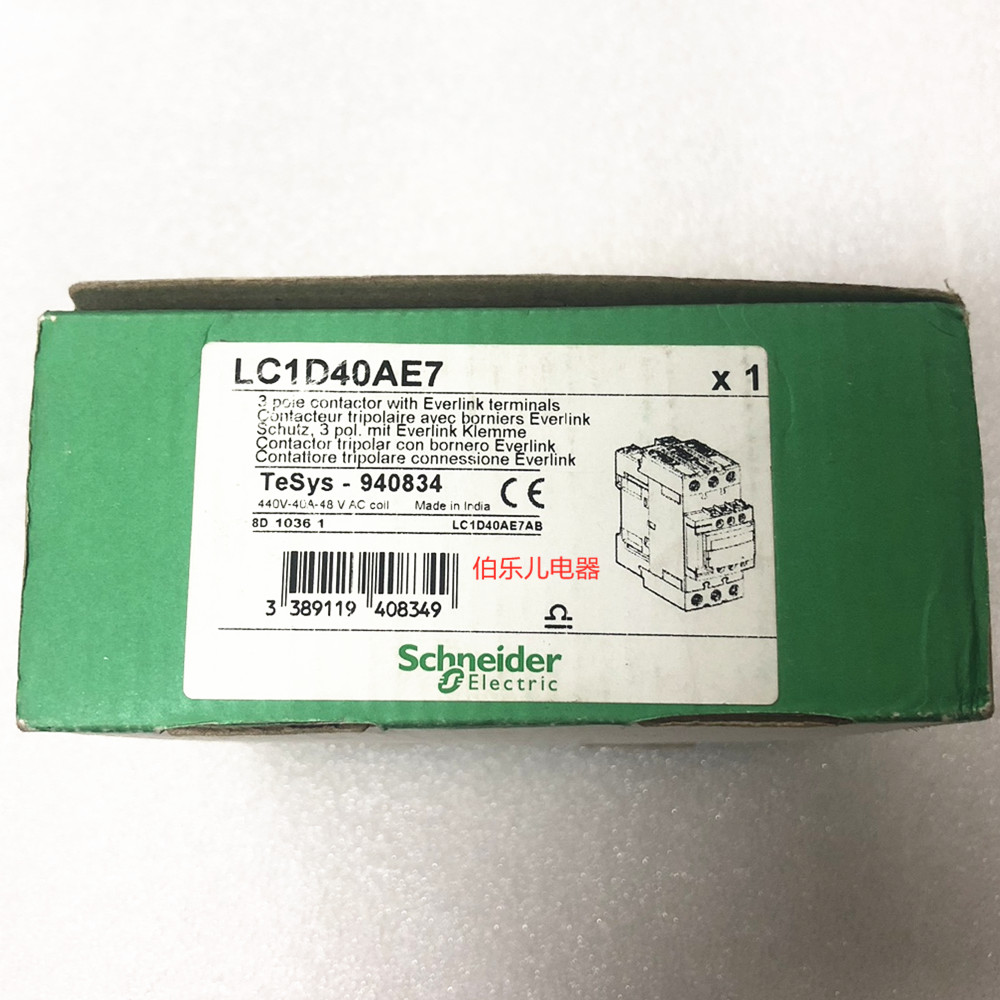 LC1D40AE7 x 1
3 pole contactor with Everlink terminals
Contacteur tripolaire avec borniers Everlink
Schutz, 3 pol. mit Everlink Klemme
Contactor tripolar con bornero Everlink
Contattore tripolare connessione Everlink
TeSys - 940834 CE
440V-40A-48 V AC coil Made in India
8D 1036 1 LC1D40AE7AB
伯乐儿电器
3 389119 408349
Schneider
Electric